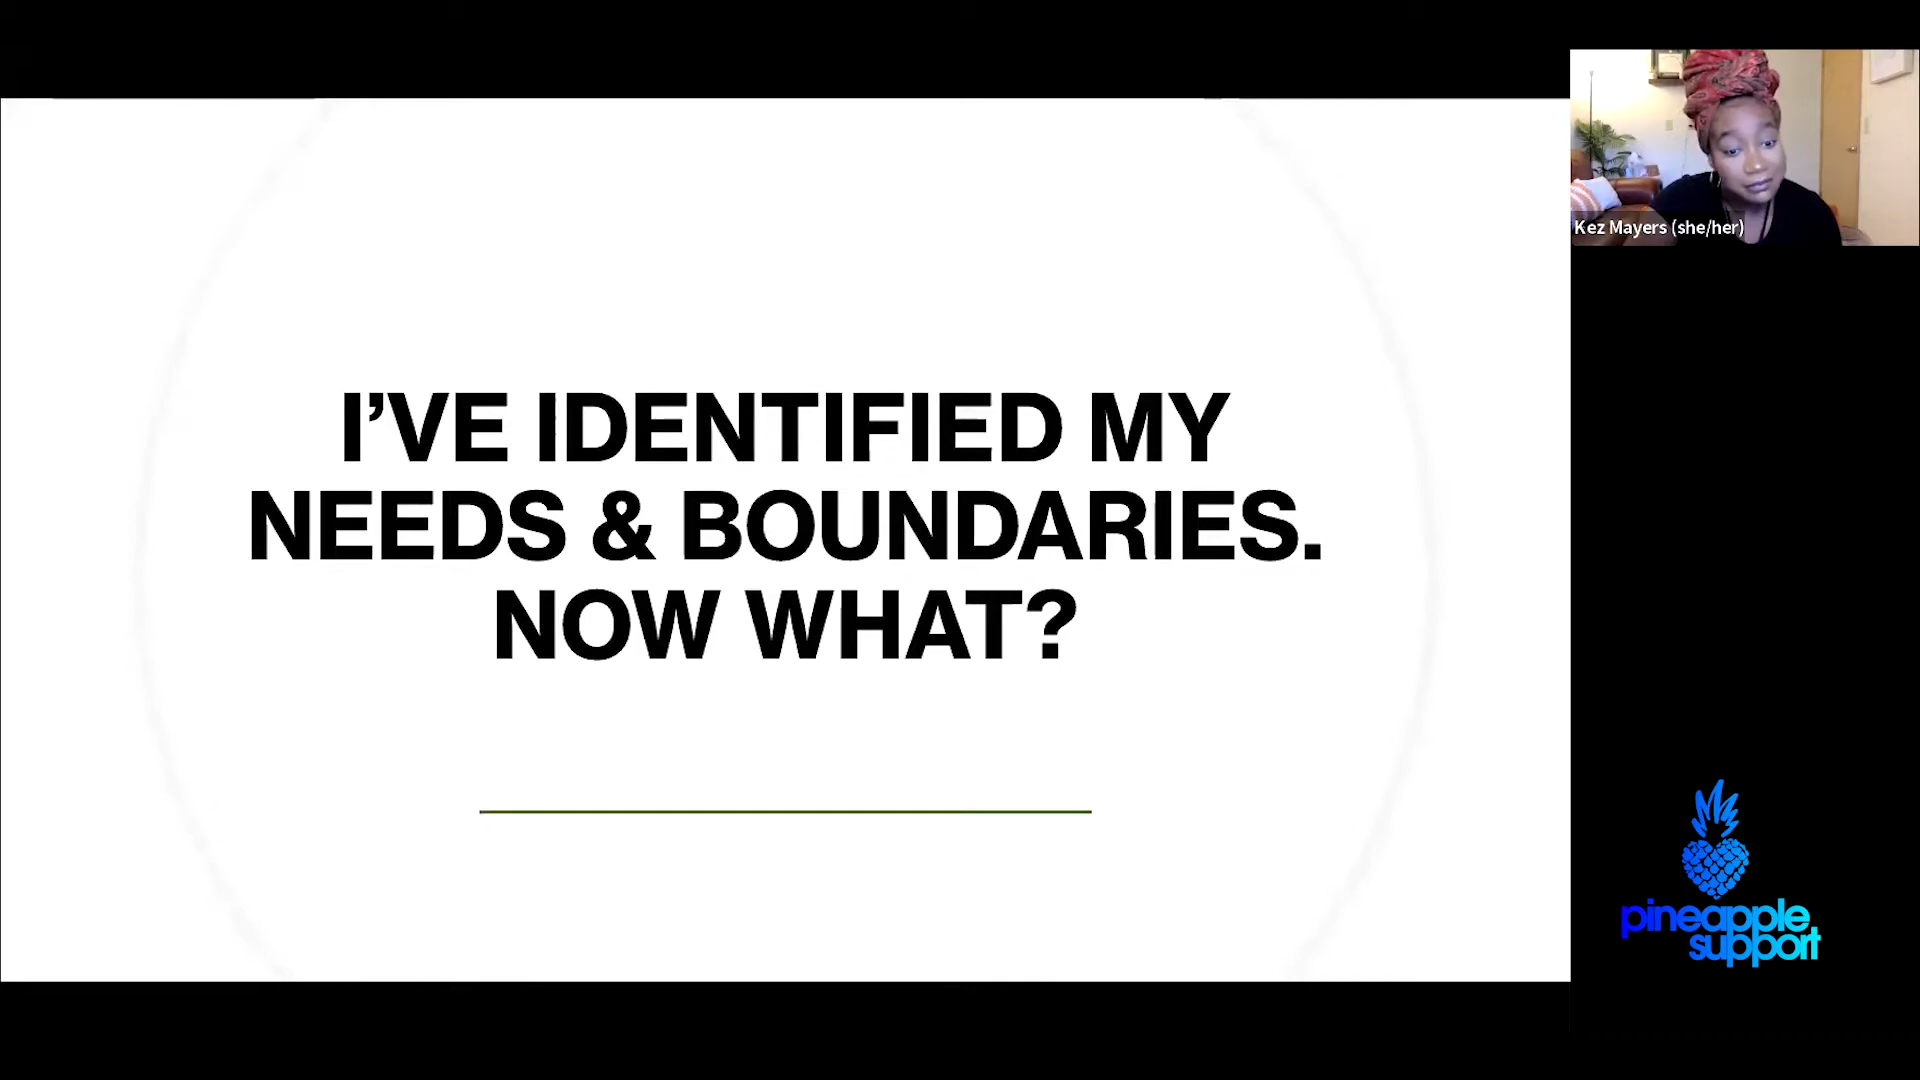 I'VE IDENTIFIED MY
NEEDS & BOUNDARIES.
NOW WHAT?
Kez Mayers (she/her)
pineapple
support